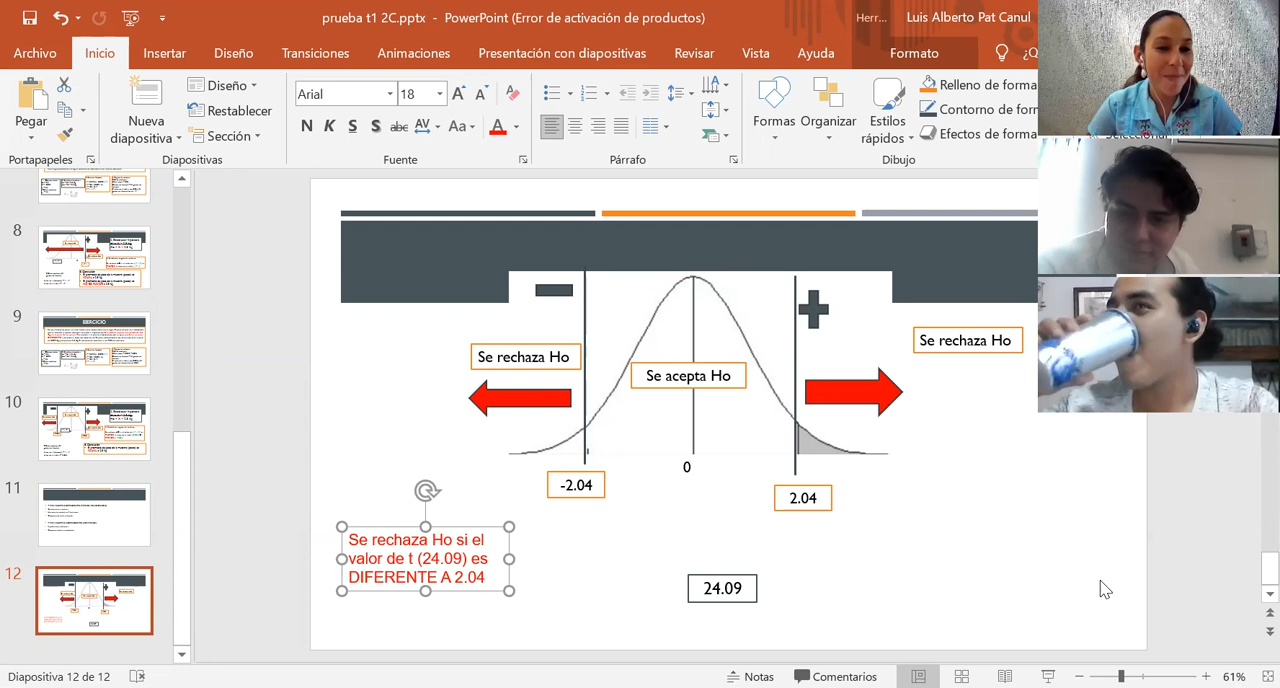 prueba t1 2C.pptx - PowerPoint (Error de activación de productos)
Herr...
Luis Alberto Pat Canul
Archivo
Inicio
Insertar
Diseño
Transiciones
Animaciones
Presentación con diapositivas
Revisar
Vista
Ayuda
Formato
¿Q
Pegar
Portapapeles
Nueva
diapositiva
Diseño
Restablecer
Sección
Diapositivas
Arial
18
N K S S abc AV Aa A
Fuente
Párrafo
Formas
Organizar
Estilos
rápidos
Relleno de forma
Contorno de forma
Efectos de forma
Dibujo
8
9
EJERCICIO
10
11
12
Se rechaza Ho
Se acepta Ho
Se rechaza Ho
0
-2.04
2.04
Se rechaza Ho si el
valor de t (24.09) es
DIFERENTE A 2.04
24.09
Diapositiva 12 de 12
Notas
Comentarios
61%